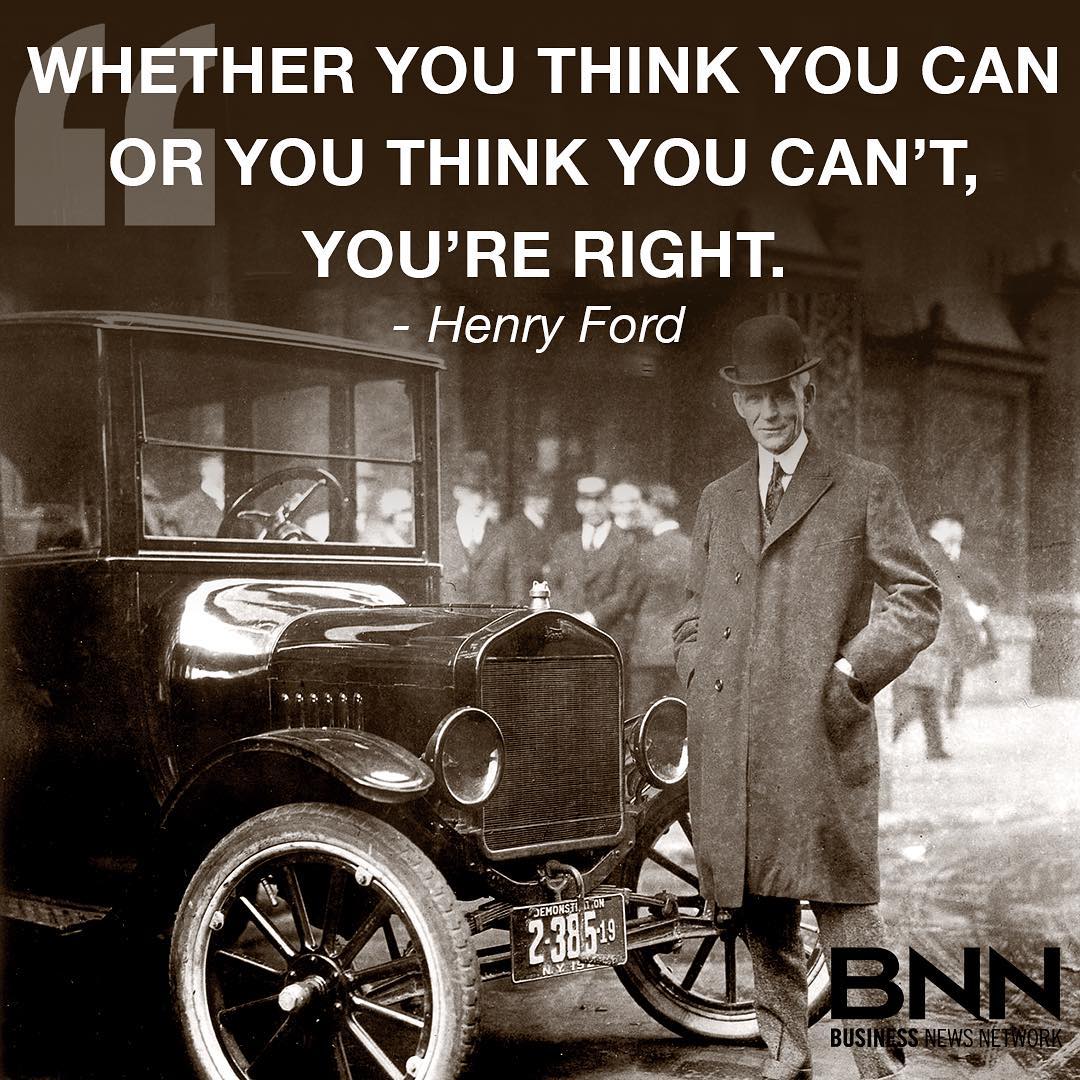 WHETHER YOU THINK YOU CAN
OR YOU THINK YOU CAN’T,
YOU’RE RIGHT.
- Henry Ford
2-385-19
N.Y.
BNN
BUSINESS NEWS NETWORK